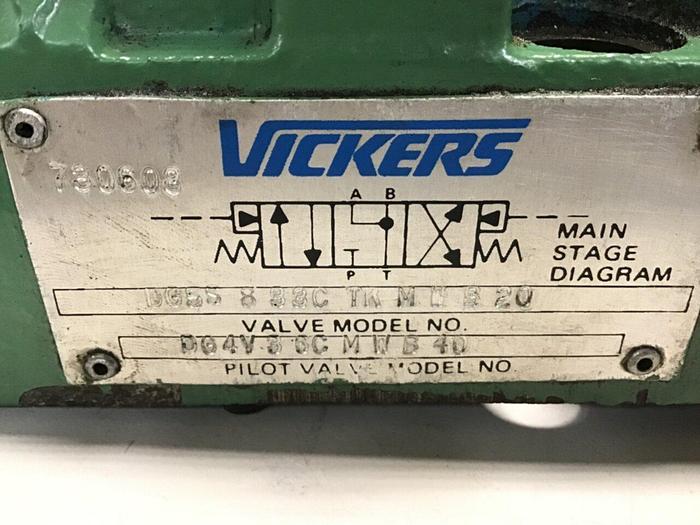 VICKERS
730603
A B
P T
MAIN
STAGE
DIAGRAM
DG5S 8 33C TK M W B 20
VALVE MODEL NO.
DG4V 3 6C M W B 40
PILOT VALVE MODEL NO.